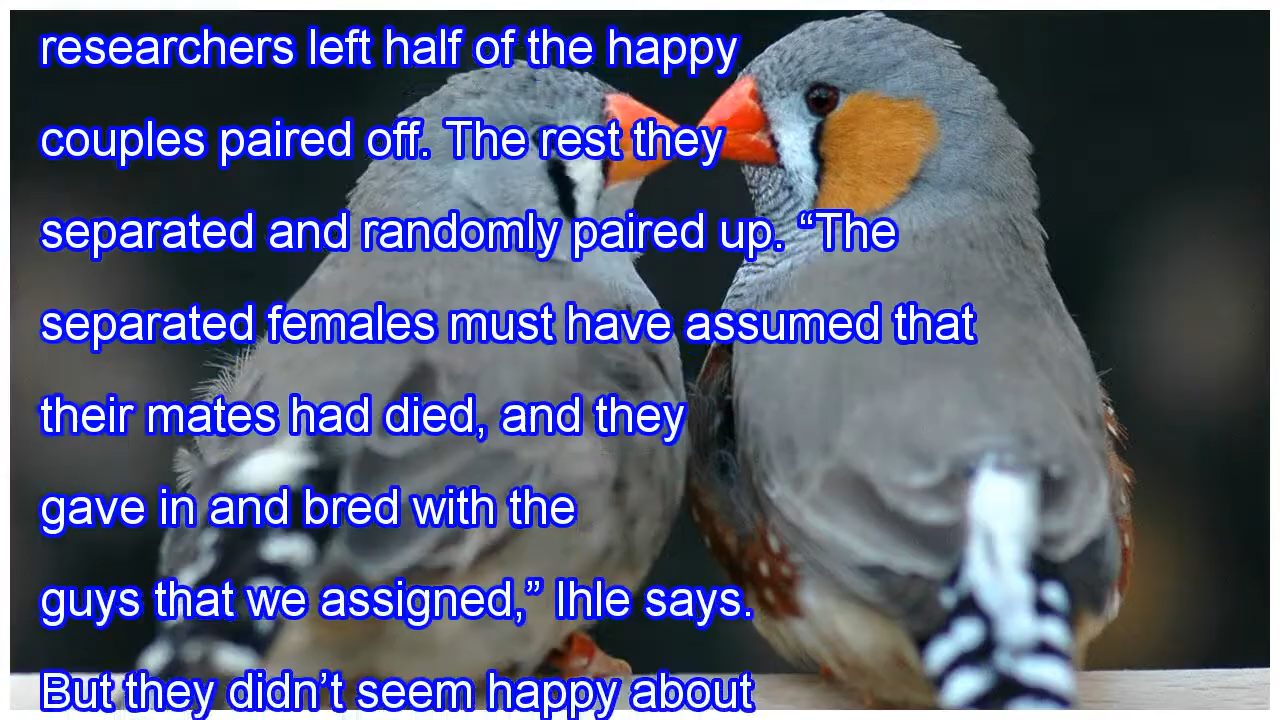 researchers left half of the happy
couples paired off. The rest they
separated and randomly paired up. “The
separated females must have assumed that
their mates had died, and they
gave in and bred with the
guys that we assigned,” Ihle says.
But they didn’t seem happy about